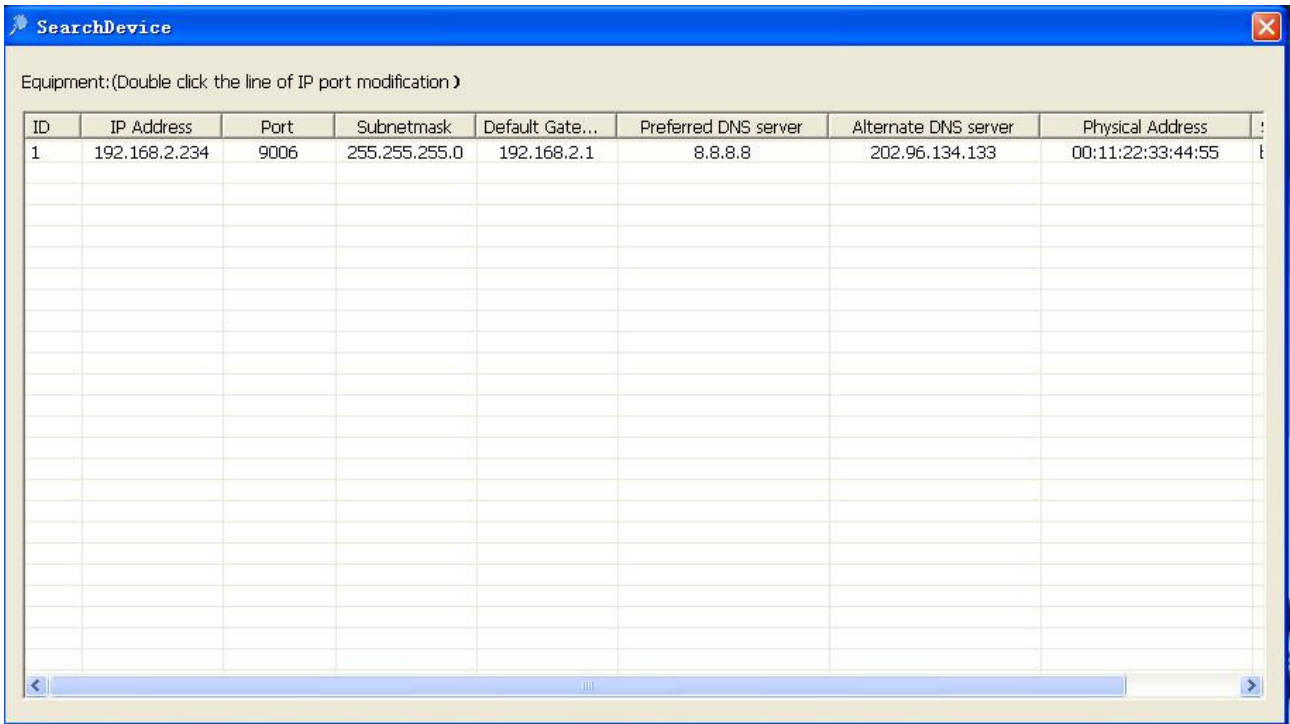 SearchDevice
Equipment:(Double click the line of IP port modification )
ID IP Address Port Subnetmask Default Gate... Preferred DNS server Alternate DNS server Physical Address
1 192.168.2.234 9006 255.255.255.0 192.168.2.1 8.8.8.8 202.96.134.133 00:11:22:33:44:55